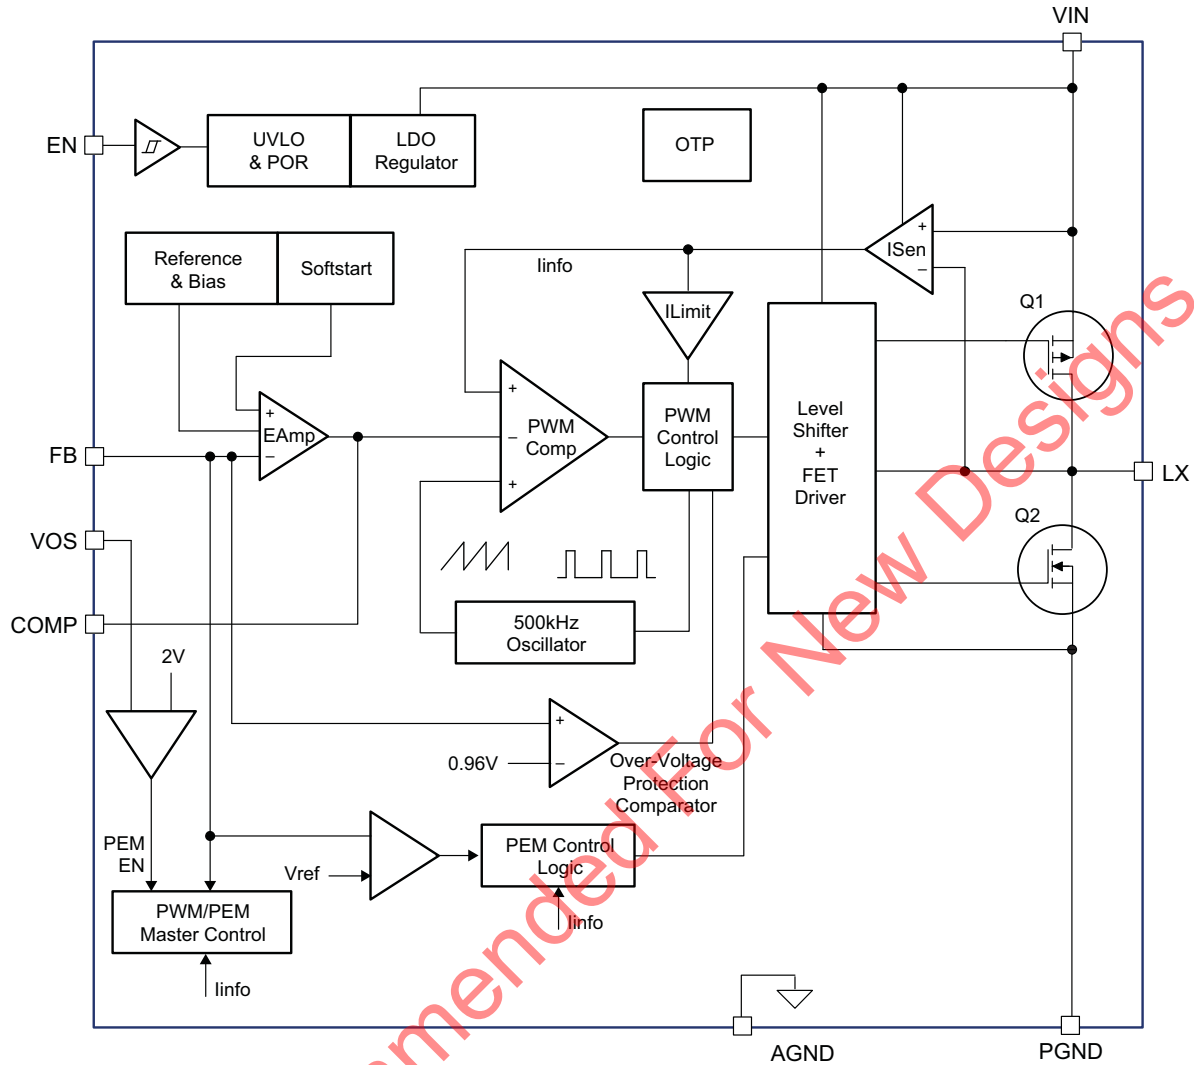 VIN
EN
UVLO
& POR
LDO
Regulator
OTP
Reference
& Bias
Softstart
Iinfo
+
ISen
–
ILimit
Q1
+
EAmp
–
+
–
PWM
Comp
+
PWM
Control
Logic
Level
Shifter
+
FET
Driver
FB
LX
VOS
Q2
COMP
500kHz
Oscillator
2V
+
0.96V
–
Over-Voltage
Protection
Comparator
PEM
EN
Vref
PEM Control
Logic
Iinfo
PWM/PEM
Master Control
Iinfo
AGND
PGND
For New Designs